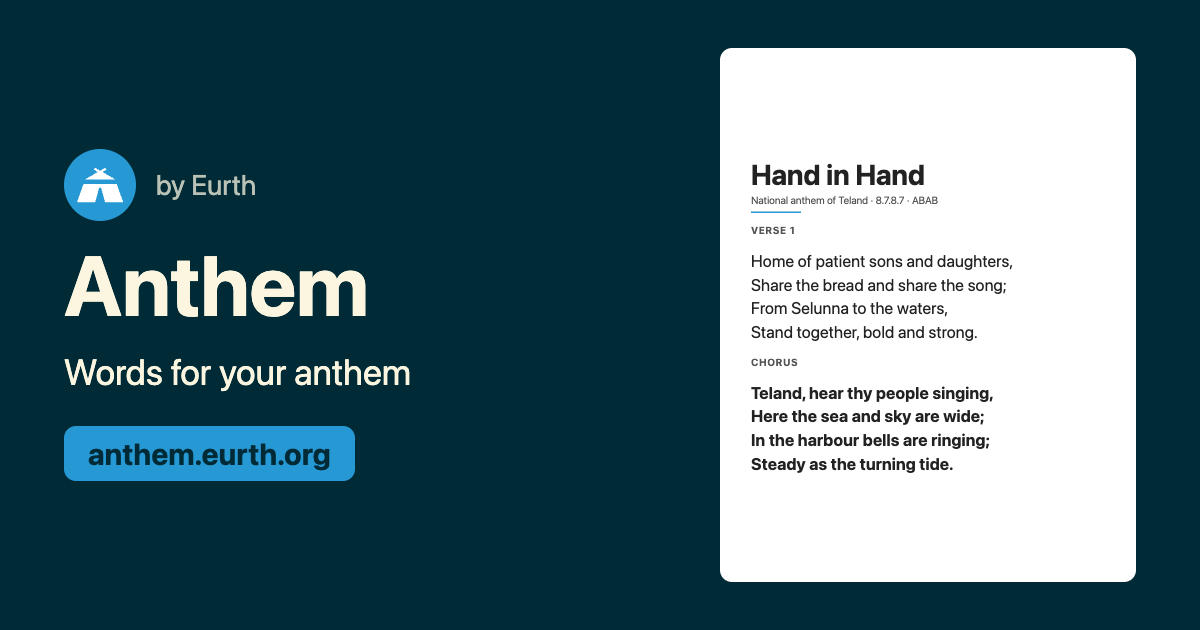 by Eurth
Anthem
Words for your anthem
anthem.eurth.org
Hand in Hand
National anthem of Teland · 8.7.8.7 · ABAB
VERSE 1
Home of patient sons and daughters,
Share the bread and share the song;
From Selunna to the waters,
Stand together, bold and strong.
CHORUS
Teland, hear thy people singing,
Here the sea and sky are wide;
In the harbour bells are ringing;
Steady as the turning tide.